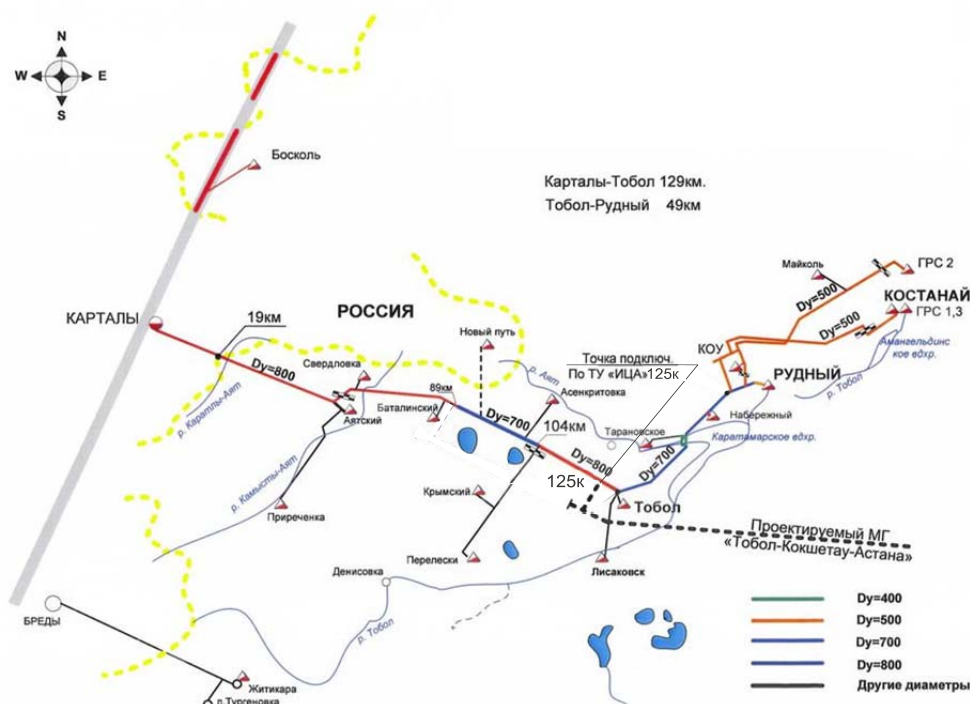 N
W E
S
Босколь
Карталы-Тобол 129км.
Тобол-Рудный 49км
Майколь
ГРС 2
Dy=500
КОСТАНАЙ
ГРС 1,3
Dy=500
КАРТАЛЫ
19км
РОССИЯ
Новый путь
КОУ
Амангельдинс
кое вдхр.
Точка подключ.
По ТУ «ИЦА»125к
р. Тобол
РУДНЫЙ
Dy=800
Свердловка
р. Аят
89км
Асенкритовка
Набережный
р. Каратлы-Аят
Аятский
Баталинский
Dy=700
104км
Тарановское
Каратамарское вдхр.
Dy=800
Dy=700
р. Камысты-Аят
125к
Крымский
Тобол
Приреченка
Проектируемый МГ
«Тобол-Кокшетау-Астана»
Перелески
Лисаковск
Денисовка
БРЕДЫ
р. Тобол
Dy=400
Dy=500
Dy=700
Dy=800
Другие диаметры
Житикара
п.Тургеновка